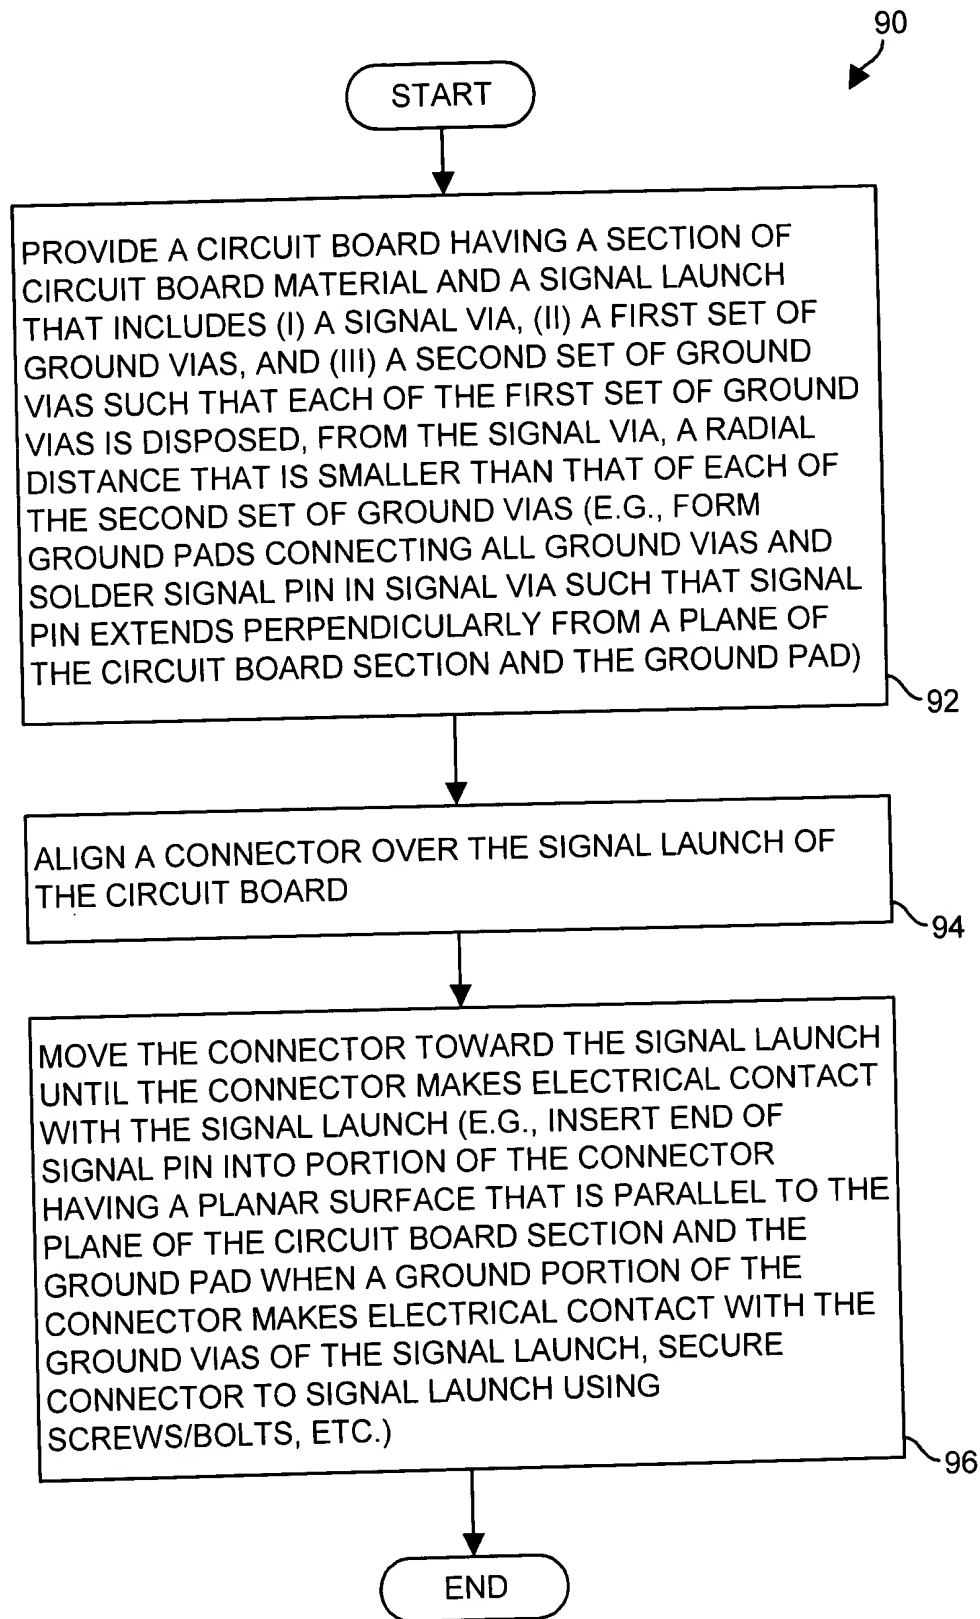 90
START
PROVIDE A CIRCUIT BOARD HAVING A SECTION OF
CIRCUIT BOARD MATERIAL AND A SIGNAL LAUNCH
THAT INCLUDES (I) A SIGNAL VIA, (II) A FIRST SET OF
GROUND VIAS, AND (III) A SECOND SET OF GROUND
VIAS SUCH THAT EACH OF THE FIRST SET OF GROUND
VIAS IS DISPOSED, FROM THE SIGNAL VIA, A RADIAL
DISTANCE THAT IS SMALLER THAN THAT OF EACH OF
THE SECOND SET OF GROUND VIAS (E.G., FORM
GROUND PADS CONNECTING ALL GROUND VIAS AND
SOLDER SIGNAL PIN IN SIGNAL VIA SUCH THAT SIGNAL
PIN EXTENDS PERPENDICULARLY FROM A PLANE OF
THE CIRCUIT BOARD SECTION AND THE GROUND PAD)
92
ALIGN A CONNECTOR OVER THE SIGNAL LAUNCH OF
THE CIRCUIT BOARD.
94
MOVE THE CONNECTOR TOWARD THE SIGNAL LAUNCH
UNTIL THE CONNECTOR MAKES ELECTRICAL CONTACT
WITH THE SIGNAL LAUNCH (E.G., INSERT END OF
SIGNAL PIN INTO PORTION OF THE CONNECTOR
HAVING A PLANAR SURFACE THAT IS PARALLEL TO THE
PLANE OF THE CIRCUIT BOARD SECTION AND THE
GROUND PAD WHEN A GROUND PORTION OF THE
CONNECTOR MAKES ELECTRICAL CONTACT WITH THE
GROUND VIAS OF THE SIGNAL LAUNCH, SECURE
CONNECTOR TO SIGNAL LAUNCH USING
SCREWS/BOLTS, ETC.)
96
END